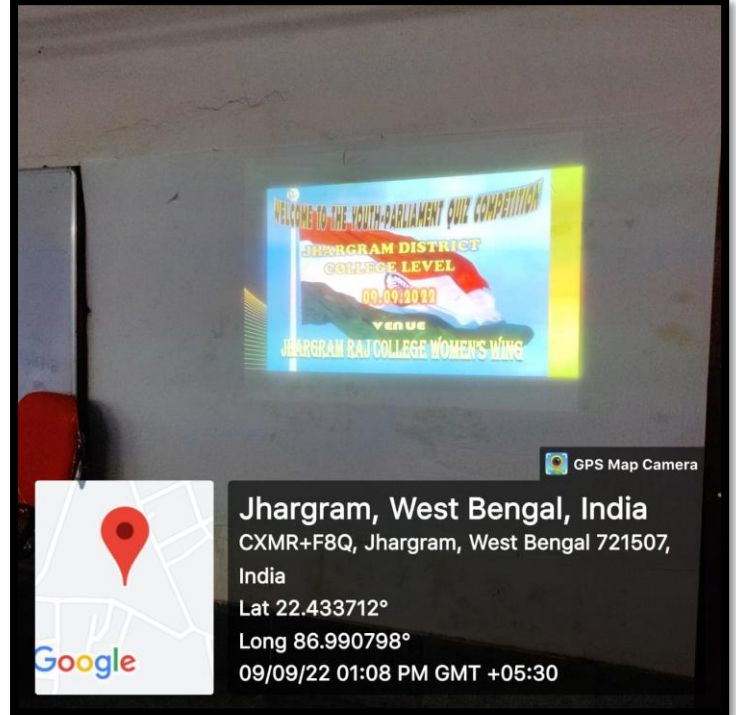 WELCOME TO THE YOUTH-PARLIAMENT QUIZ COMPETITION
JHARGRAM DISTRICT
COLLEGE LEVEL
09.09.2022
VENUE
JHARGRAM RAJ COLLEGE WOMEN'S WING
GPS Map Camera
Jhargram, West Bengal, India
CXMR+F8Q, Jhargram, West Bengal 721507,
India
Lat 22.433712°
Long 86.990798°
09/09/22 01:08 PM GMT +05:30
Google